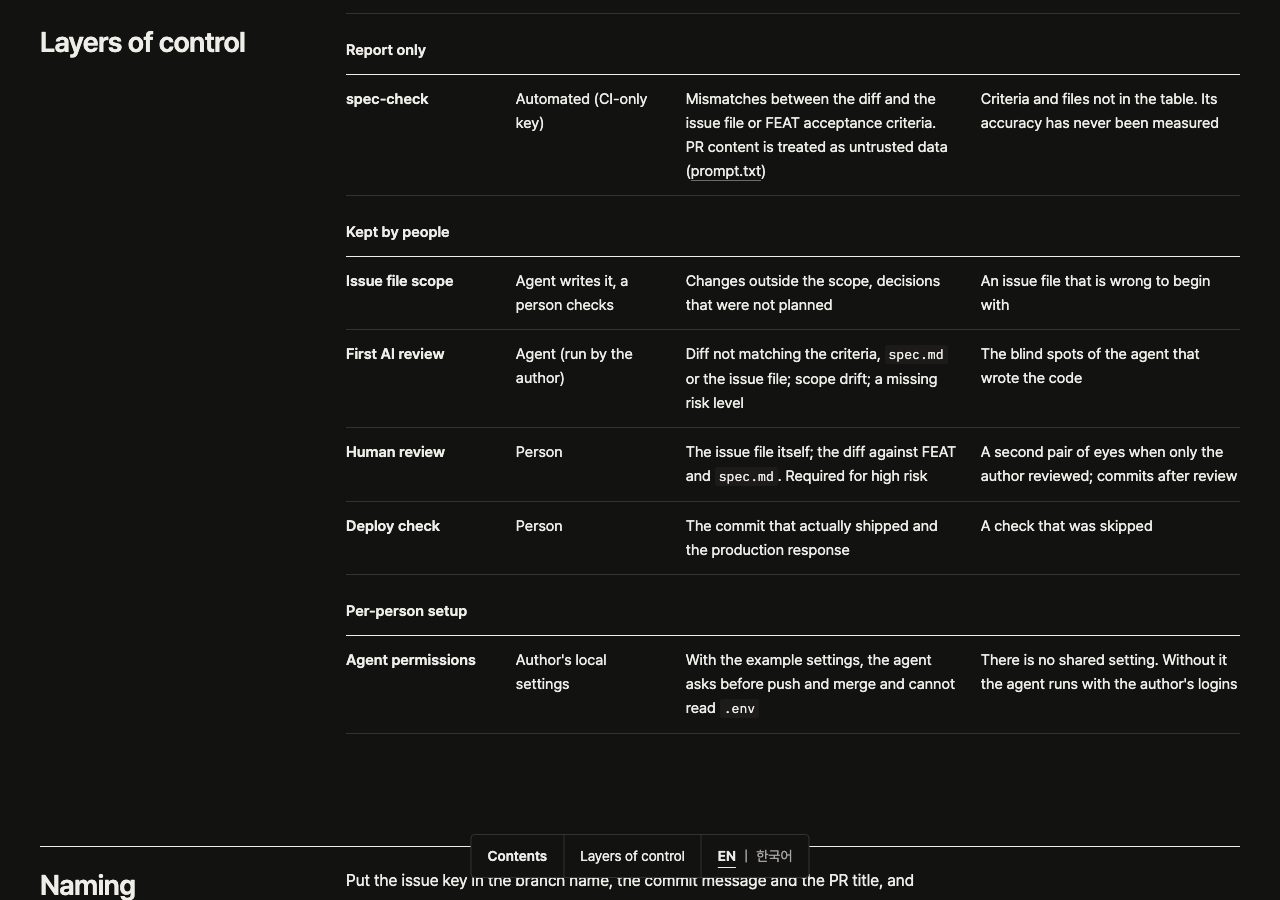 Layers of control
Report only
spec-check
Automated (CI-only
key)
Mismatches between the diff and the
issue file or FEAT acceptance criteria.
PR content is treated as untrusted data
(prompt.txt)
Criteria and files not in the table. Its
accuracy has never been measured
Kept by people
Issue file scope
Agent writes it, a
person checks
Changes outside the scope, decisions
that were not planned
An issue file that is wrong to begin
with
First AI review
Agent (run by the
author)
Diff not matching the criteria, spec.md
or the issue file; scope drift; a missing
risk level
The blind spots of the agent that
wrote the code
Human review
Person
The issue file itself; the diff against FEAT
and spec.md. Required for high risk
A second pair of eyes when only the
author reviewed; commits after review
Deploy check
Person
The commit that actually shipped and
the production response
A check that was skipped
Per-person setup
Agent permissions
Author's local
settings
With the example settings, the agent
asks before push and merge and cannot
read .env
There is no shared setting. Without it
the agent runs with the author's logins
Contents
Layers of control
EN | 한국어
Naming
Put the issue key in the branch name, the commit message and the PR title, and